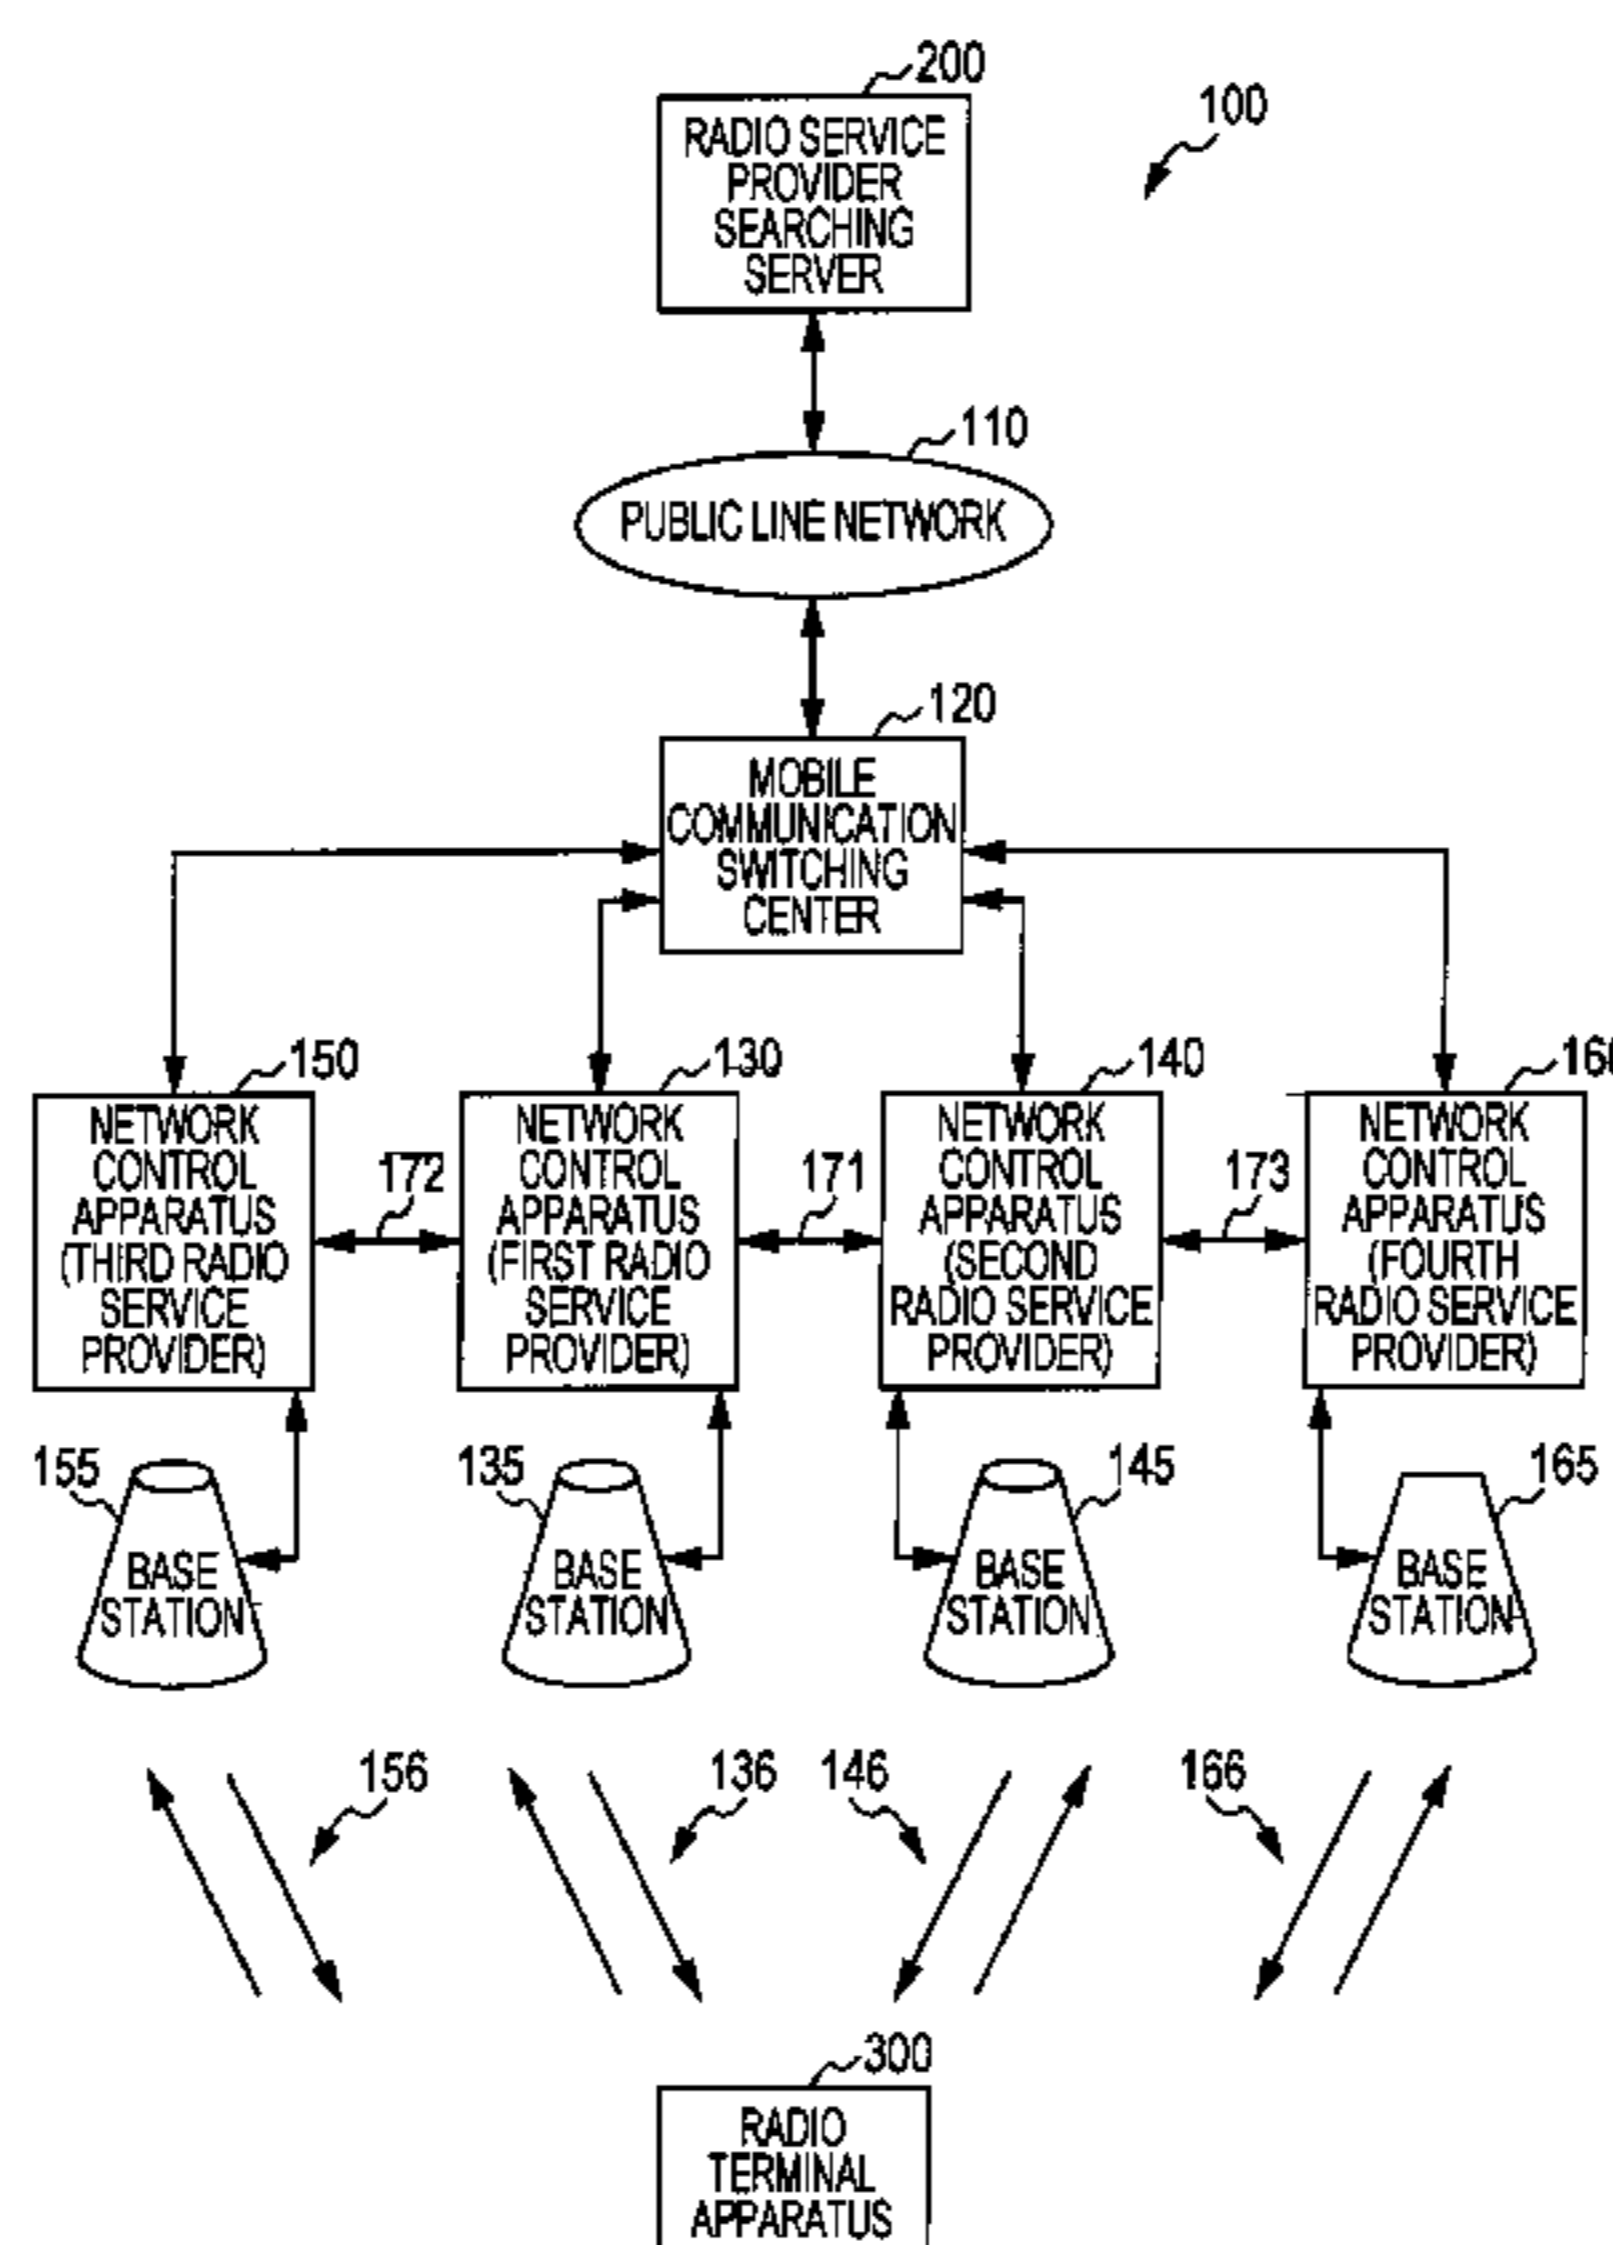 200
100
RADIO SERVICE
PROVIDER
SEARCHING
SERVER
110
PUBLIC LINE NETWORK
120
MOBILE
COMMUNICATION
SWITCHING
CENTER
150
130
140
160
NETWORK
CONTROL
APPARATUS
(THIRD RADIO
SERVICE
PROVIDER)
172
NETWORK
CONTROL
APPARATUS
(FIRST RADIO
SERVICE
PROVIDER)
171
NETWORK
CONTROL
APPARATUS
(SECOND
RADIO SERVICE
PROVIDER)
173
NETWORK
CONTROL
APPARATUS
(FOURTH
RADIO SERVICE
PROVIDER)
155
BASE
STATION
135
BASE
STATION
145
BASE
STATION
165
BASE
STATION
156
136
146
166
300
RADIO
TERMINAL
APPARATUS